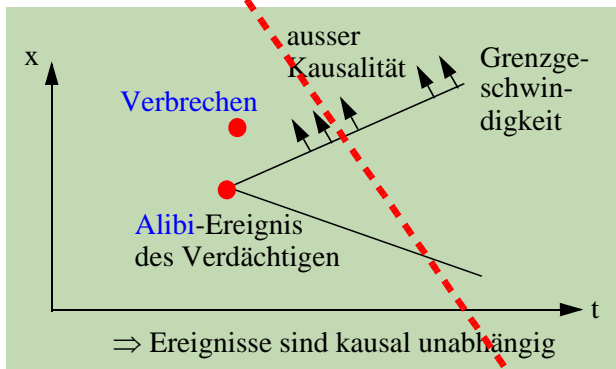 ausser
Kausalität
Grenzge-
schwin-
digkeit
x
Verbrechen
Alibi-Ereignis
des Verdächtigen
t
⇒ Ereignisse sind kausal unabhängig